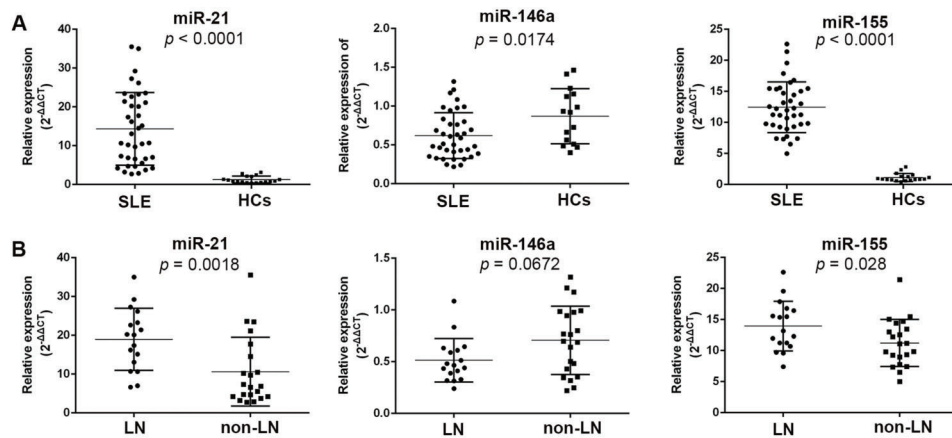 A
miR-21
p < 0.0001
Relative expression
(2-ΔΔCT)
40
30
20
10
0
SLE
HCs
miR-146a
p = 0.0174
Relative expression of
(2-ΔΔCT)
2.0
1.5
1.0
0.5
0.0
SLE
HCs
miR-155
p < 0.0001
Relative expression
(2-ΔΔCT)
25
20
15
10
5
0
SLE
HCs
B
miR-21
p = 0.0018
Relative expression
(2-ΔΔCT)
40
30
20
10
0
LN
non-LN
miR-146a
p = 0.0672
Relative expression
(2-ΔΔCT)
1.5
1.0
0.5
0.0
LN
non-LN
miR-155
p = 0.028
Relative expression
(2-ΔΔCT)
25
20
15
10
5
0
LN
non-LN